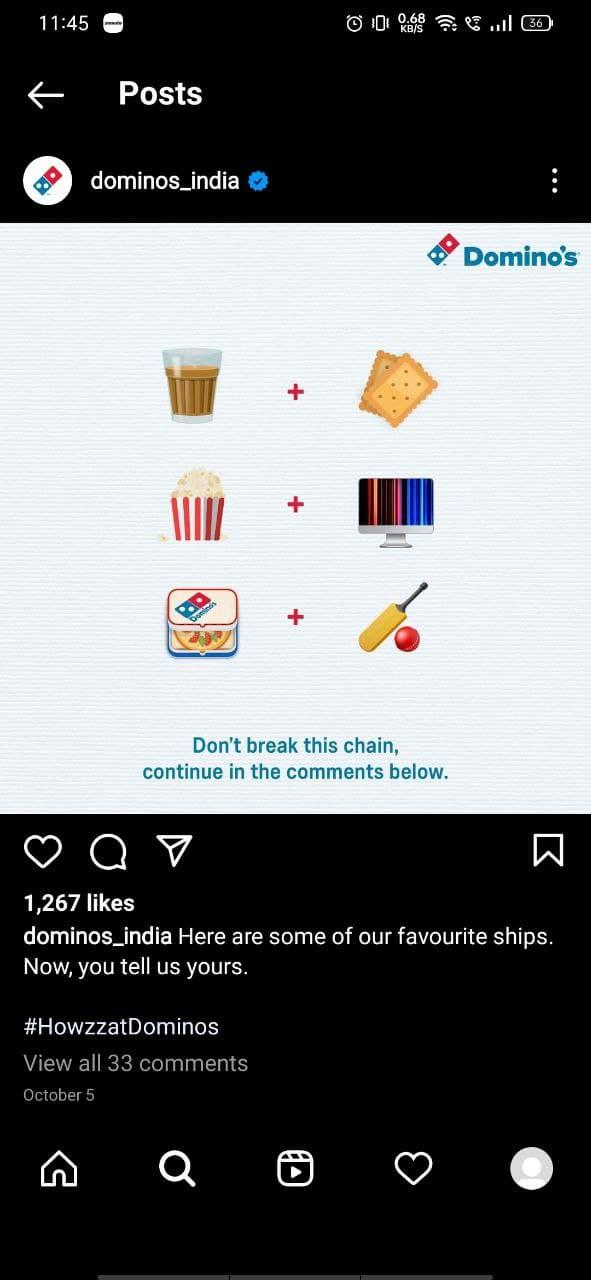 11:45
0.68
KB/S
36
Posts
dominos_india
Domino's
+
+
Domino's
+
Don't break this chain,
continue in the comments below.
1,267 likes
dominos_india Here are some of our favourite ships.
Now, you tell us yours.
#HowzzatDominos
View all 33 comments
October 5